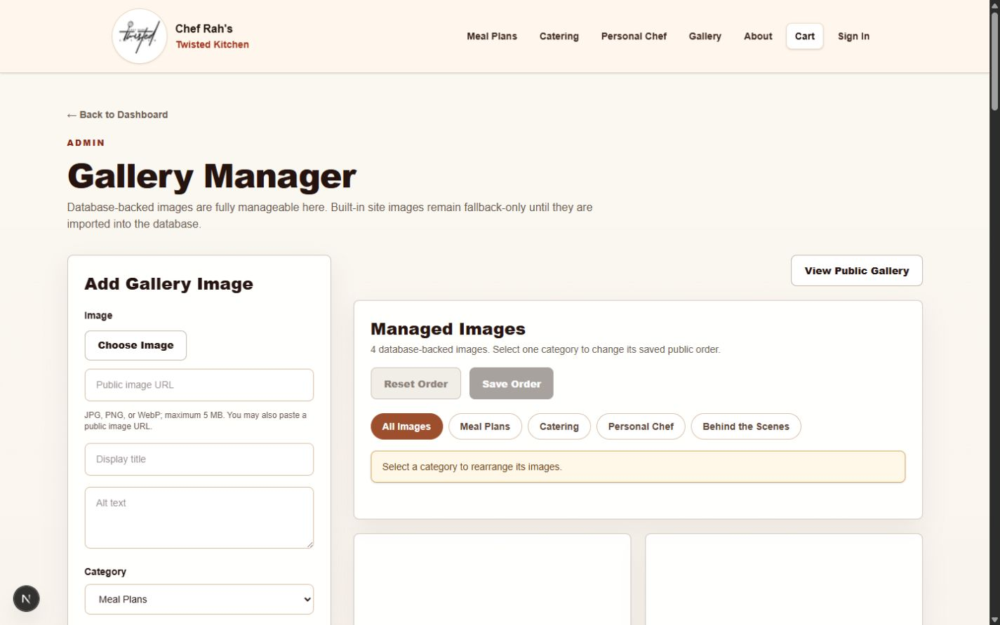 twisted
Chef Rah's
Twisted Kitchen
Meal Plans
Catering
Personal Chef
Gallery
About
Cart
Sign In
← Back to Dashboard
ADMIN
Gallery Manager
Database-backed images are fully manageable here. Built-in site images remain fallback-only until they are
imported into the database.
Add Gallery Image
Image
Choose Image
Public image URL
JPG, PNG, or WebP; maximum 5 MB. You may also paste a
public image URL.
Display title
Alt text
Category
Meal Plans
View Public Gallery
Managed Images
4 database-backed images. Select one category to change its saved public order.
Reset Order
Save Order
All Images
Meal Plans
Catering
Personal Chef
Behind the Scenes
Select a category to rearrange its images.
N